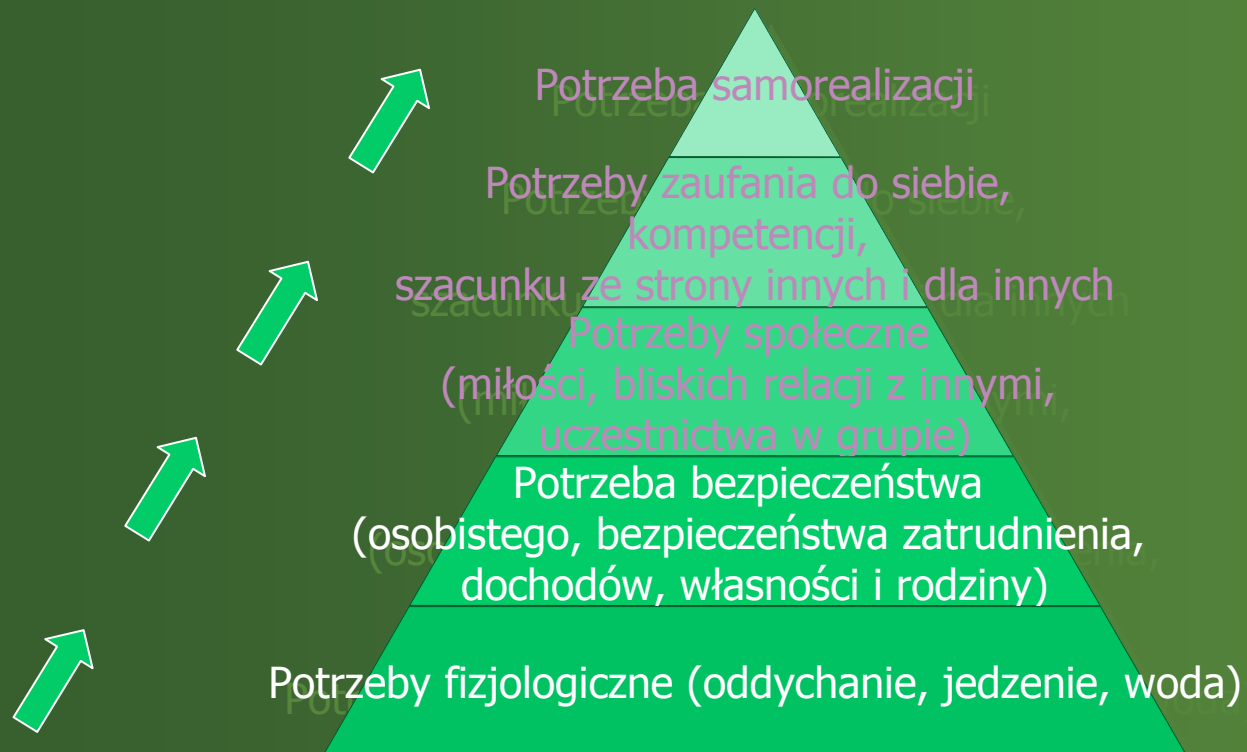 Potrzeba samorealizacji
Potrzeby zaufania do siebie,
kompetencji,
szacunku ze strony innych i dla innych
Potrzeby społeczne
(miłości, bliskich relacji z innymi,
uczestnictwa w grupie)
Potrzeba bezpieczeństwa
(osobistego, bezpieczeństwa zatrudnienia,
dochodów, własności i rodziny)
Potrzeby fizjologiczne (oddychanie, jedzenie, woda)